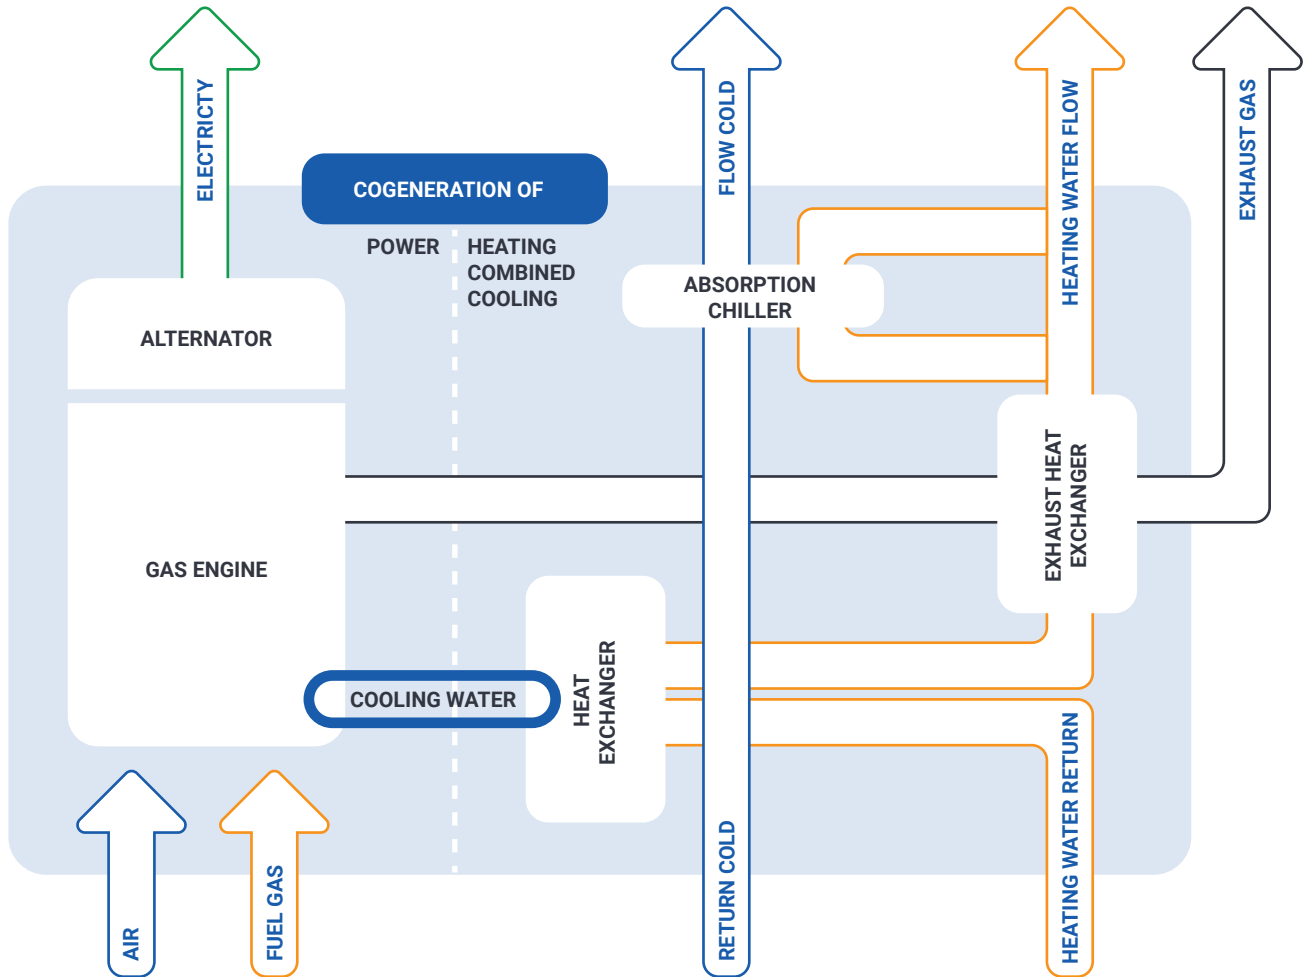 ELECTRICTY
FLOW COLD
HEATING WATER FLOW
EXHAUST GAS
COGENERATION OF
POWER
HEATING
COMBINED
COOLING
ABSORPTION
CHILLER
ALTERNATOR
GAS ENGINE
EXHAUST HEAT
EXCHANGER
COOLING WATER
HEAT
EXCHANGER
AIR
FUEL GAS
RETURN COLD
HEATING WATER RETURN